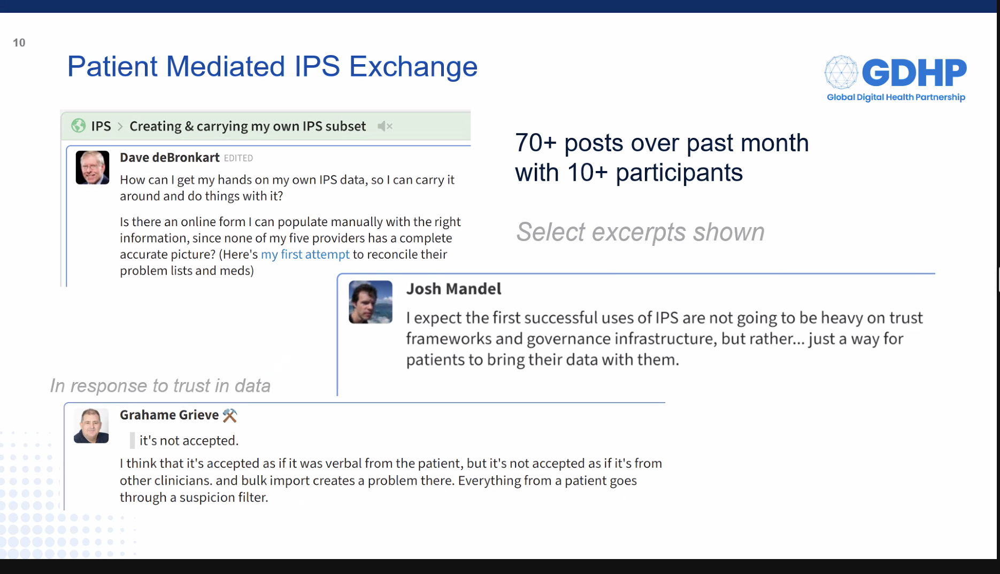 10
Patient Mediated IPS Exchange
GDHP
Global Digital Health Partnership
IPS > Creating & carrying my own IPS subset
Dave deBronkart EDITED
How can I get my hands on my own IPS data, so I can carry it
around and do things with it?
Is there an online form I can populate manually with the right
information, since none of my five providers has a complete
accurate picture? (Here's my first attempt to reconcile their
problem lists and meds)
70+ posts over past month
with 10+ participants
Select excerpts shown
Josh Mandel
I expect the first successful uses of IPS are not going to be heavy on trust
frameworks and governance infrastructure, but rather... just a way for
patients to bring their data with them.
In response to trust in data
Grahame Grieve
it's not accepted.
I think that it's accepted as if it was verbal from the patient, but it's not accepted as if it's from
other clinicians. and bulk import creates a problem there. Everything from a patient goes
through a suspicion filter.